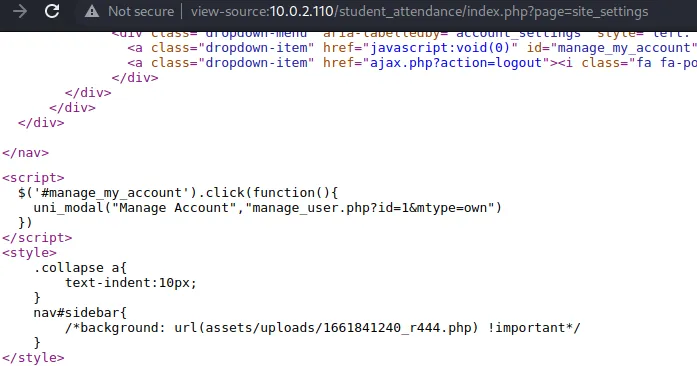 Not secure | view-source:10.0.2.110/student_attendance/index.php?page=site_settings
<div class="dropdown-menu" aria-labelledby="account_settings" style="left:
<a class="dropdown-item" href="javascript:void(0)" id="manage_my_account"
<a class="dropdown-item" href="ajax.php?action=logout"><i class="fa fa-po
</div>
</div>
</div>
</div>
</nav>
<script>
$('#manage_my_account').click(function(){
uni_modal("Manage Account","manage_user.php?id=1&mtype=own")
})
</script>
<style>
.collapse a{
text-indent:10px;
}
nav#sidebar{
/*background: url(assets/uploads/1661841240_r444.php) !important*/
}
</style>